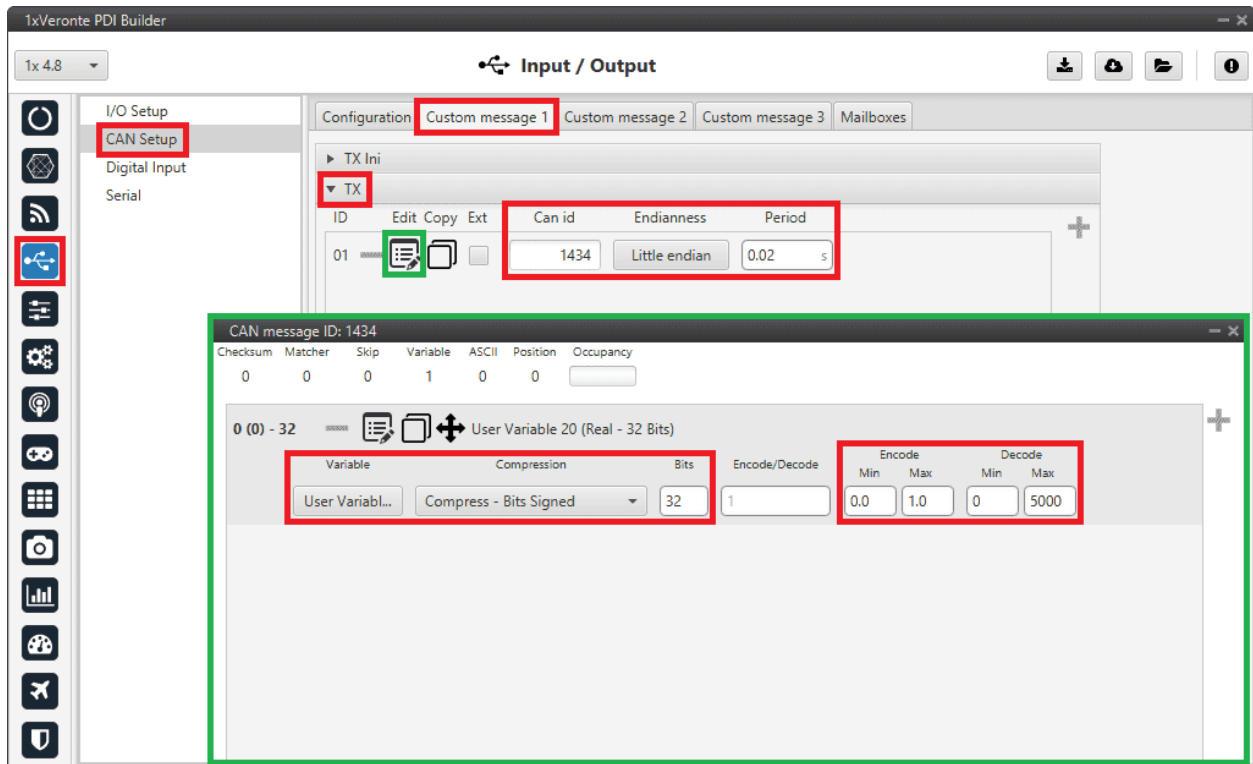 1xVeronte PDI Builder
1x 4.8
Input / Output
I/O Setup
CAN Setup
Digital Input
Serial
Configuration Custom message 1 Custom message 2 Custom message 3 Mailboxes
TX Ini
TX
ID Edit Copy Ext Can id Endianness Period
01 1434 Little endian 0.02 s
CAN message ID: 1434
Checksum Matcher Skip Variable ASCII Position Occupancy
0 0 0 1 0 0
0 (0) - 32 User Variable 20 (Real - 32 Bits)
Variable Compression Bits Encode/Decode Encode Decode
Min Max Min Max
User Variabl... Compress - Bits Signed 32 1 0.0 1.0 0 5000